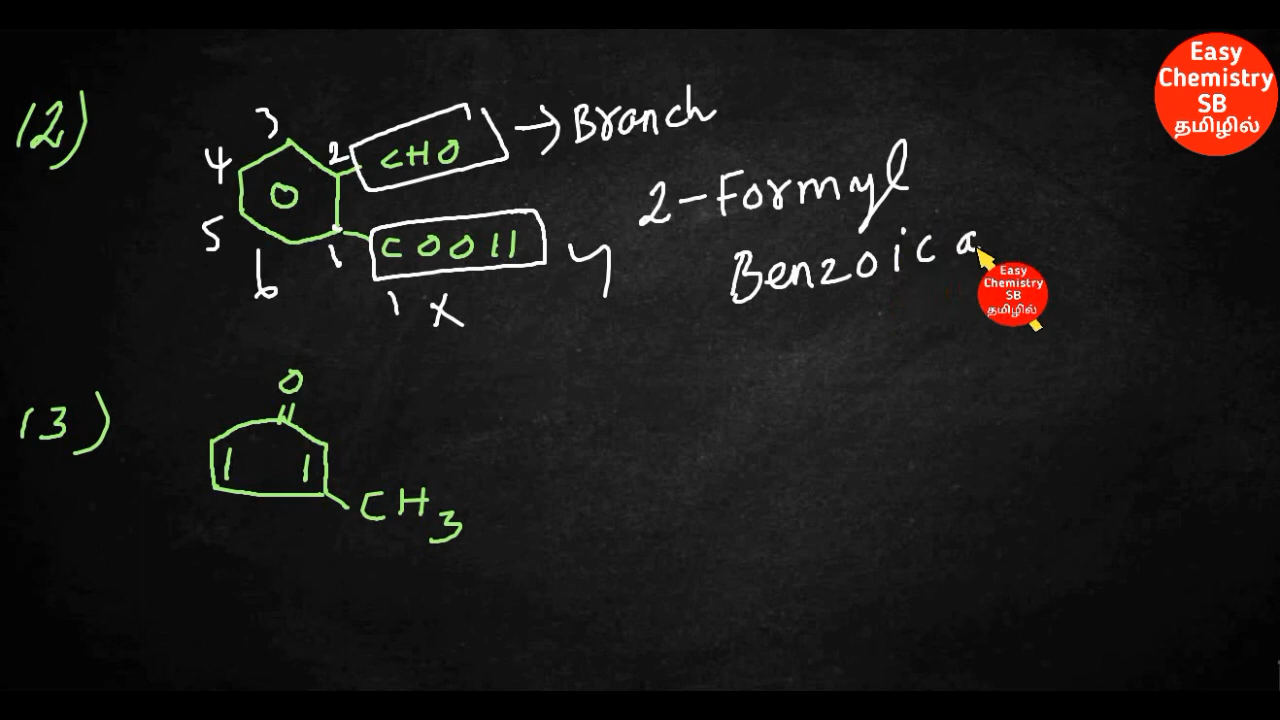 Easy
Chemistry
SB
தமிழில்
12)
3
4
2
CHO
→ Branch
5
1
COOH
6
1
2-Formyl
Benzoic a
Easy
Chemistry
SB
தமிழில்
13)
O
CH3